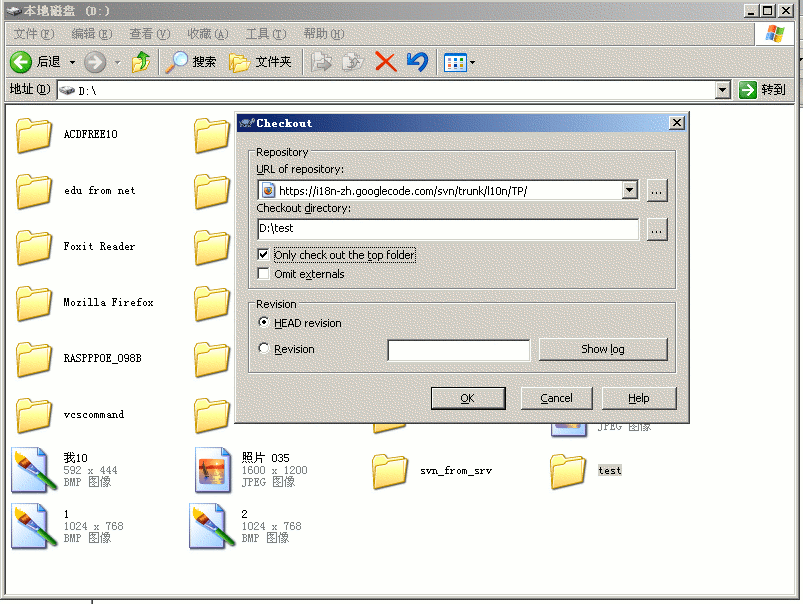 本地磁盘 (D:)
文件(F) 编辑(E) 查看(V) 收藏(A) 工具(T) 帮助(H)
后退 搜索 文件夹
地址(D) D:\ 转到
ACDFREE10
edu from net
Foxit Reader
Mozilla Firefox
RASPPPOE_098B
vcscommand
Checkout
Repository
URL of repository:
https://i18n-zh.googlecode.com/svn/trunk/l10n/TP/
...
Checkout directory:
D:\test
...
Only check out the top folder
Omit externals
Revision
HEAD revision
Revision
Show log
OK Cancel Help
JPEG 图像
我10
592 x 444
BMP 图像
照片 035
1600 x 1200
JPEG 图像
svn_from_srv
test
1
1024 x 768
BMP 图像
2
1024 x 768
BMP 图像